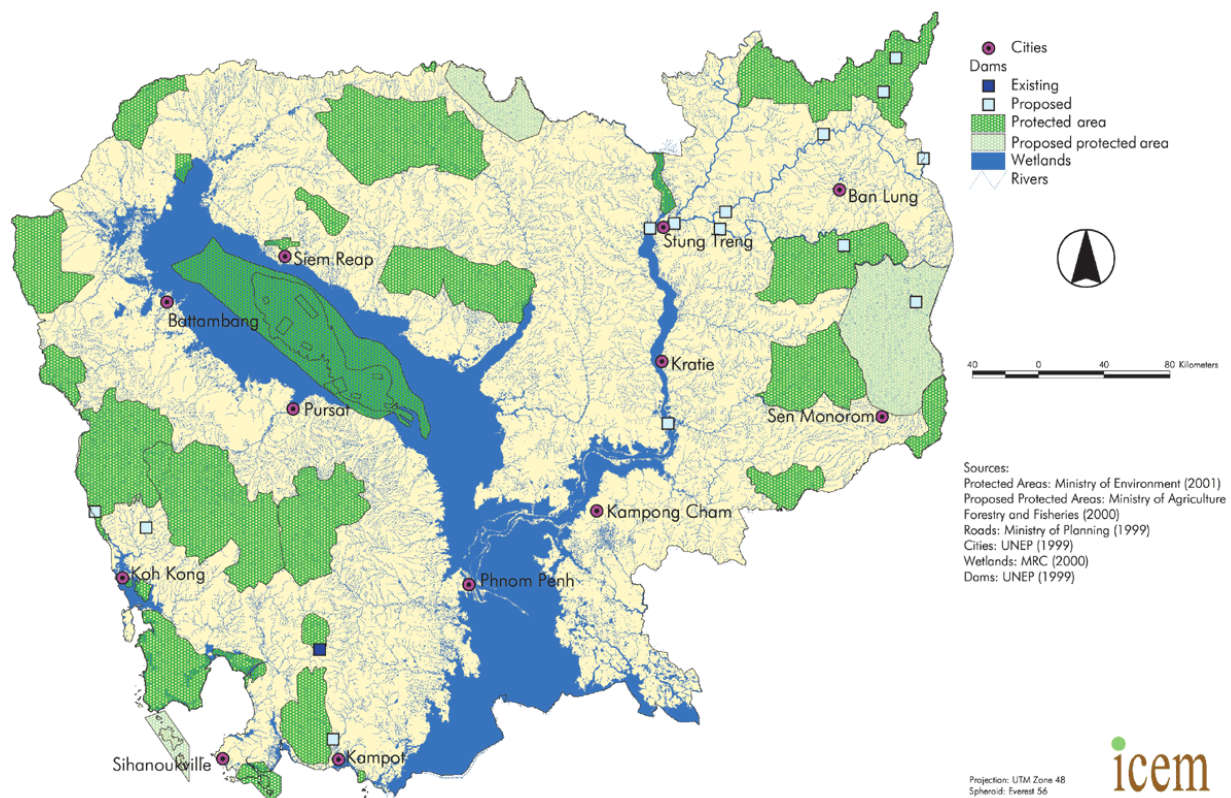 Cities
Dams
Existing
Proposed
Protected area
Proposed protected area
Wetlands
Rivers
Ban Lung
Stung Treng
Siem Reap
Battambang
Kratie
Pursat
Sen Monorom
Kampong Cham
Koh Kong
Phnom Penh
Sihanoukville
Kampot
40 0 40 80 Kilometers
Sources:
Protected Areas: Ministry of Environment (2001)
Proposed Protected Areas: Ministry of Agriculture
Forestry and Fisheries (2000)
Roads: Ministry of Planning (1999)
Cities: UNEP (1999)
Wetlands: MRC (2000)
Dams: UNEP (1999)
Projection: UTM Zone 48
Spheroid: Everest 56
icem